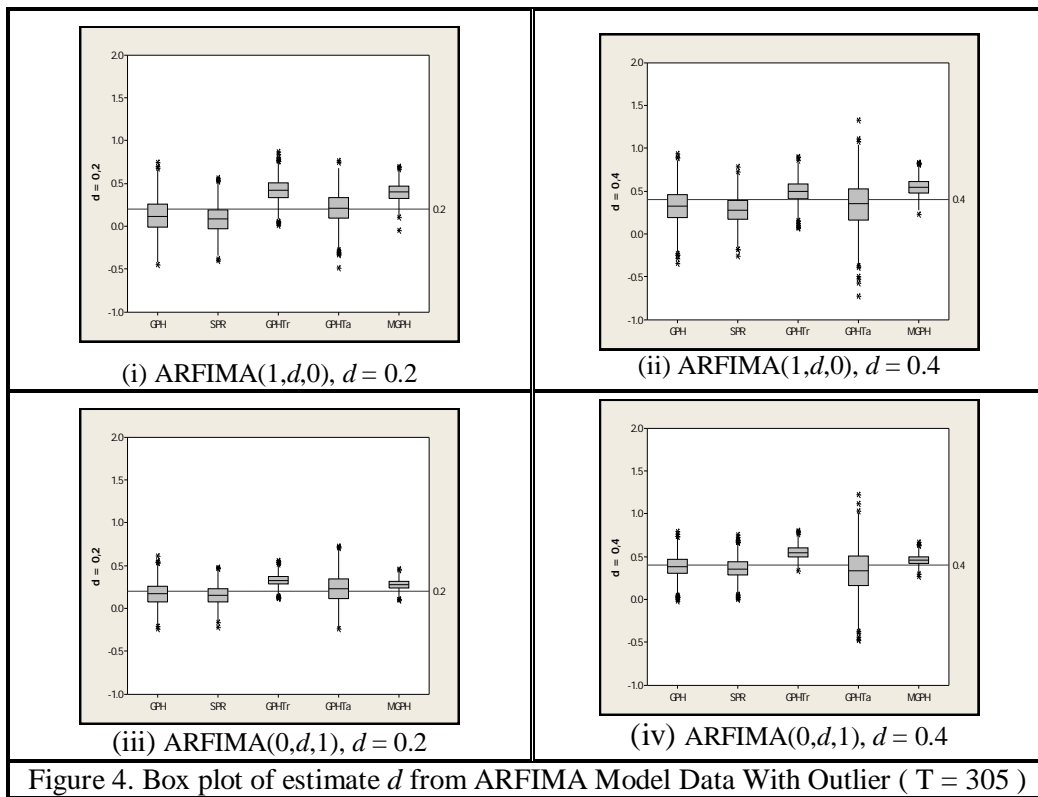 2.0
1.5
1.0
0.5
0.0
-0.5
-1.0
d = 0,2
0.2
GPH SPR GPHTr GPHTa MGPH
(i) ARFIMA(1,d,0), d = 0.2
2.0
1.5
1.0
0.5
0.0
-0.5
-1.0
d = 0,4
0.4
GPH SPR GPHTr GPHTa MGPH
(ii) ARFIMA(1,d,0), d = 0.4
2.0
1.5
1.0
0.5
0.0
-0.5
-1.0
d = 0,2
0.2
GPH SPR GPHTr GPHTa MGPH
(iii) ARFIMA(0,d,1), d = 0.2
2.0
1.5
1.0
0.5
0.0
-0.5
-1.0
d = 0,4
0.4
GPH SPR GPHTr GPHTa MGPH
(iv) ARFIMA(0,d,1), d = 0.4
Figure 4. Box plot of estimate d from ARFIMA Model Data With Outlier ( T = 305 )